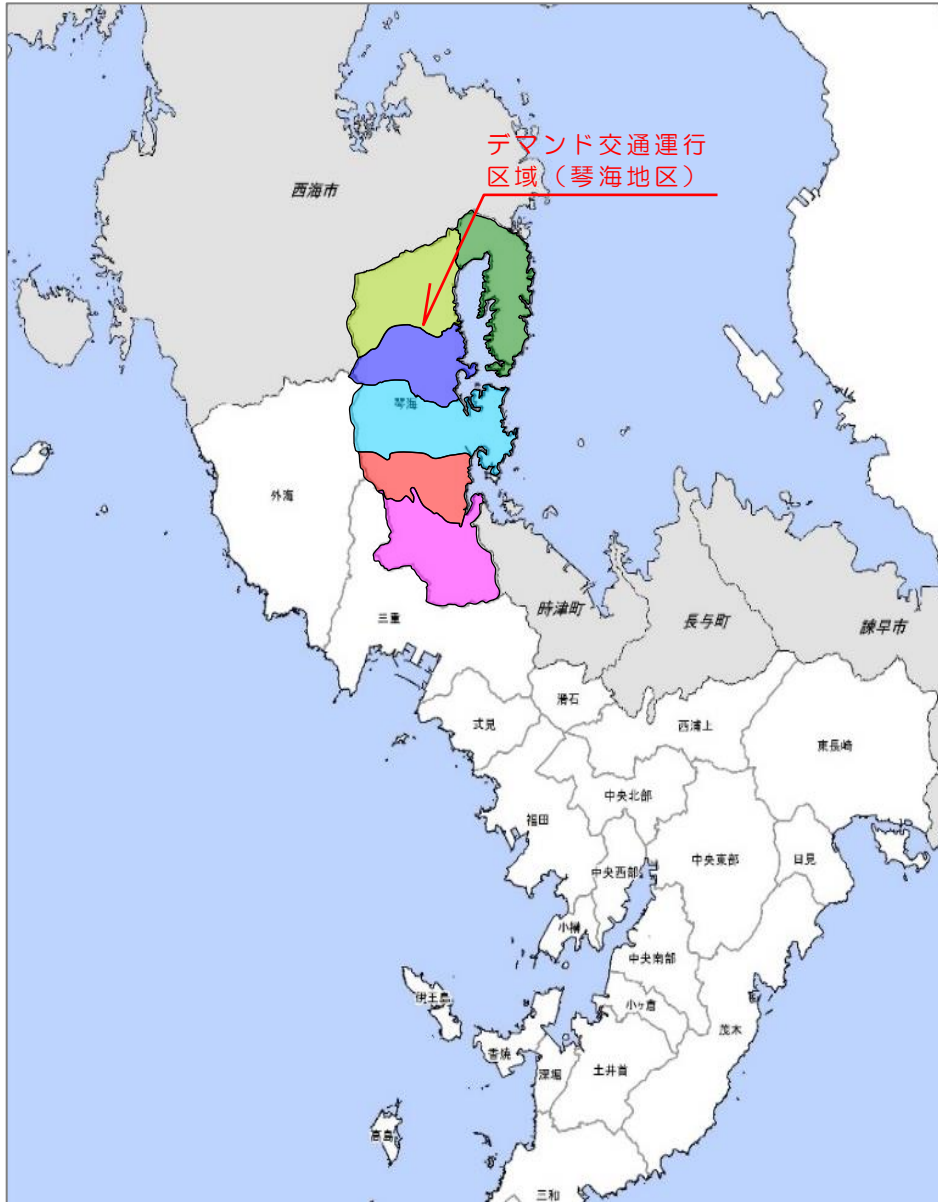 デマンド交通運行
区域（琴海地区）
西海市
琴海
外海
時津町
長与町
諫早市
三重
滑石
式見
西浦上
東長崎
中央北部
福田
中央東部
日見
中央西部
小榊
中央南部
伊王島
小ヶ倉
茂木
香焼
深堀
土井首
高島
三和